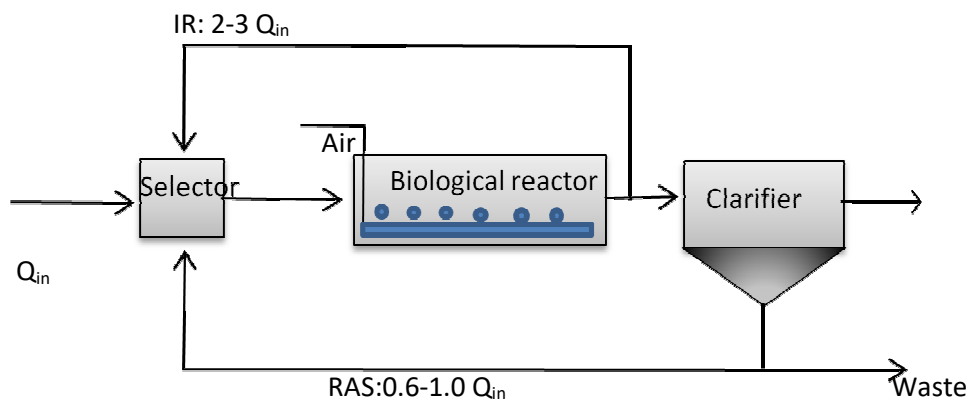 IR: 2-3 Qin
Air
Selector
Biological reactor
Clarifier
Qin
RAS:0.6-1.0 Qin
Waste